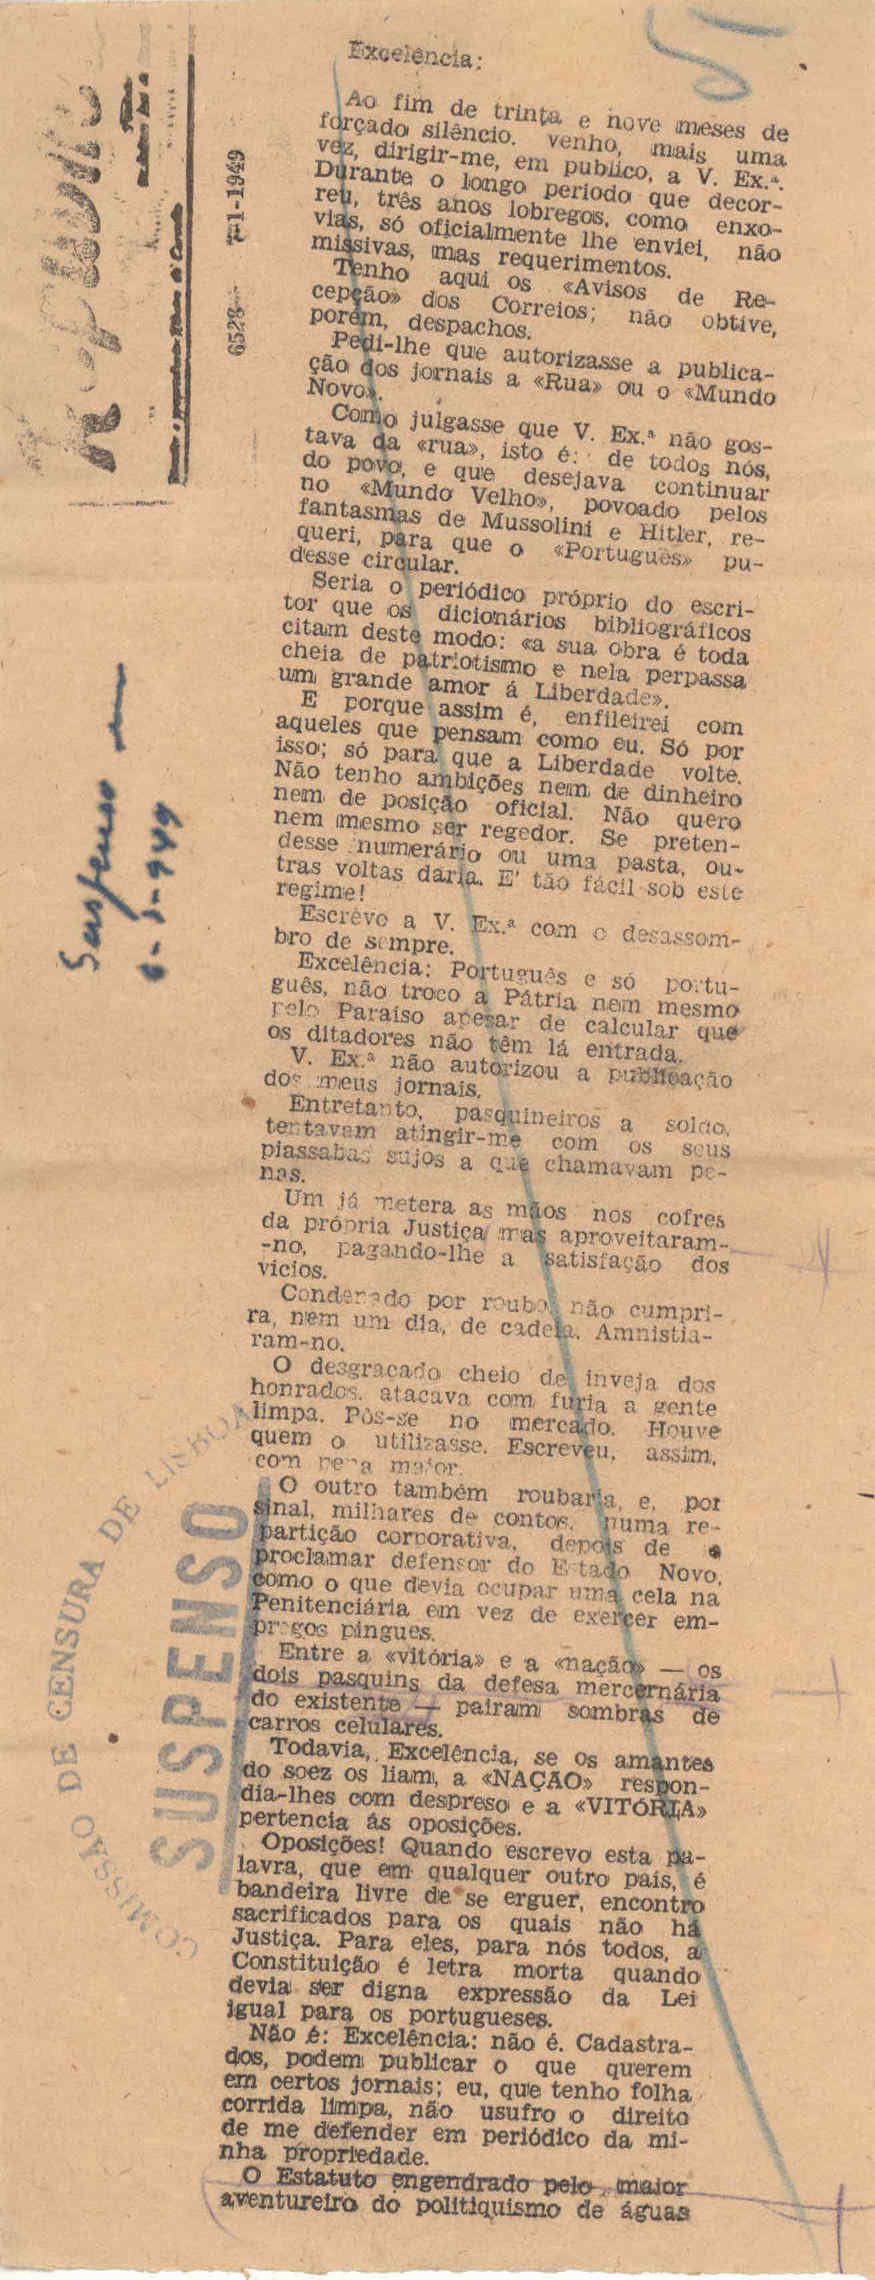 Excelência:
Ao fim de trinta e nove meses de
forçado silêncio. venho, mais uma
vez, dirigir-me, em publico, a V. Ex.ª.
Durante o longo periodo que decor-
reu, três anos lobregos, como enxo-
vias, só oficialmente lhe enviei, não
missivas, mas requerimentos.
Tenho aqui os «Avisos de Re-
cepção» dos Correios; não obtive,
porém, despachos.
Pedi-lhe que autorizasse a publica-
ção dos jornais a «Rua» ou o «Mundo
Novo».
Como julgasse que V. Ex.ª não gos-
tava da «rua», isto é: de todos nós,
do povo, e que desejava continuar
no «Mundo Velho», povoado pelos
fantasmas de Mussolini e Hitler, re-
queri, para que o «Português» pu-
desse circular.
Seria o periódico próprio do escri-
tor que os dicionários bibliográficos
citam deste modo: «a sua obra é toda
cheia de patriotismo e nela perpassa
um grande amor á Liberdade».
E porque assim é, enfileirei com
aqueles que pensam como eu. Só por
isso; só para que a Liberdade volte.
Não tenho ambições nem de dinheiro
nem de posição oficial. Não quero
nem mesmo ser regedor. Se preten-
desse numerário ou uma pasta, ou-
tras voltas daria. E' tão fácil sob este
regime!
Escrevo a V. Ex.ª com o desassom-
bro de sempre.
Excelência: Português e só portu-
guês, não troco a Pátria nem mesmo
pelo Paraíso apesar de calcular que
os ditadores não têm lá entrada.
V. Ex.ª não autorizou a publicação
dos meus jornais.
Entretanto, pasquineiros a soldo,
tentavam atingir-me com os seus
piassabas sujos a que chamavam pe-
nas.
Um já metera as mãos nos cofres
da própria Justiça mas aproveitaram-
-no, pagando-lhe a satisfação dos
vicios.
Condenado por roubo, não cumpri-
ra, nem um dia, de cadeia. Amnistia-
ram-no.
O desgraçado cheio de inveja dos
honrados. atacava com furia a gente
limpa. Pôs-se no mercado. Houve
quem o utilizasse. Escreveu, assim,
com pena maior.
O outro também roubaria, e, por
sinal, milhares de contos, numa re-
partição corporativa, depois de o
proclamar defensor do Estado Novo,
como o que devia ocupar uma cela na
Penitenciária em vez de exercer em-
pregos pingues.
Entre a «vitória» e a «nação» — os
dois pasquins da defesa mercernária
do existente — pairam sombras de
carros celulares.
Todavia, Excelência, se os amantes
do soez os liam, a «NAÇÃO» respon-
dia-lhes com despreso e a «VITÓRIA»
pertencia ás oposições.
Oposições! Quando escrevo esta pa-
lavra, que em qualquer outro pais, é
bandeira livre de se erguer, encontro
sacrificados para os quais não há
Justiça. Para eles, para nós todos, a
Constituição é letra morta quando
devia ser digna expressão da Lei
igual para os portugueses.
Não é: Excelência: não é. Cadastra-
dos, podem publicar o que querem
em certos jornais; eu, que tenho folha
corrida limpa, não usufro o direito
de me defender em periódico da mi-
nha propriedade.
O Estatuto engendrado pelo maior
aventureiro do politiquismo de águas
6528 7-1-1949
Suspenso em
6-1-949
COMISSÃO DE CENSURA DE LISBOA
SUSPENSO